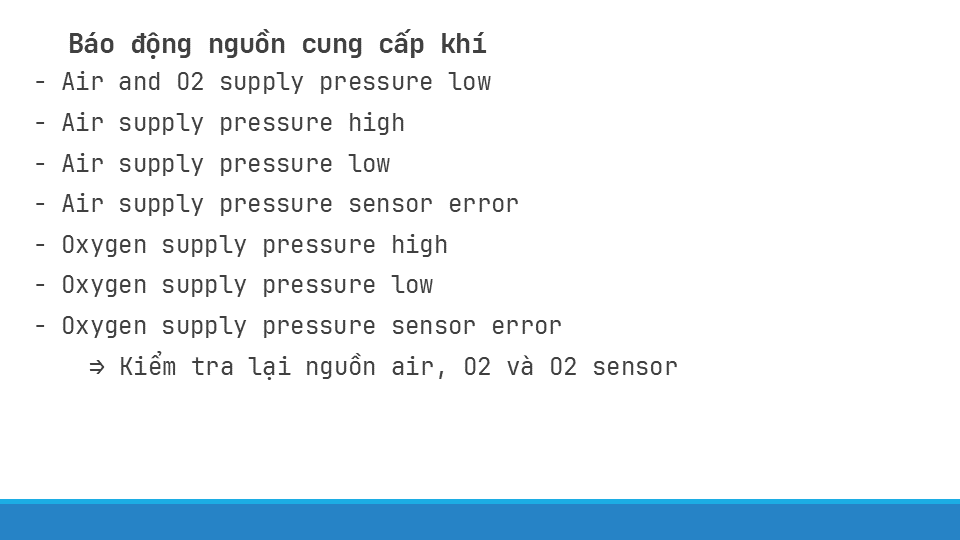 Báo động nguồn cung cấp khí
- Air and O2 supply pressure low
- Air supply pressure high
- Air supply pressure low
- Air supply pressure sensor error
- Oxygen supply pressure high
- Oxygen supply pressure low
- Oxygen supply pressure sensor error
⇒ Kiểm tra lại nguồn air, O2 và O2 sensor